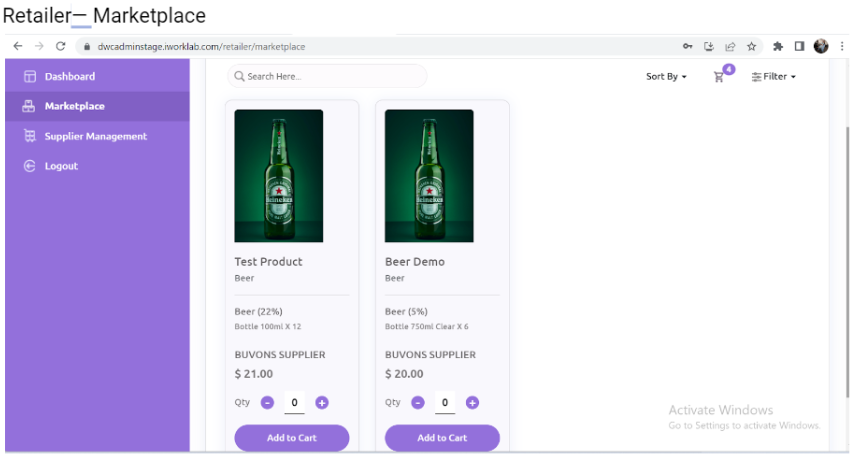 Retailer— Marketplace
dwcadminstage.iworklab.com/retailer/marketplace
Dashboard
Marketplace
Supplier Management
Logout
Search Here...
Sort By
4
Filter
Heineken
Heineken
Test Product
Beer
Beer (22%)
Bottle 100ml X 12
BUVONS SUPPLIER
$ 21.00
Qty - 0 +
Add to Cart
Beer Demo
Beer
Beer (5%)
Bottle 750ml Clear X 6
BUVONS SUPPLIER
$ 20.00
Qty - 0 +
Add to Cart
Activate Windows
Go to Settings to activate Windows.